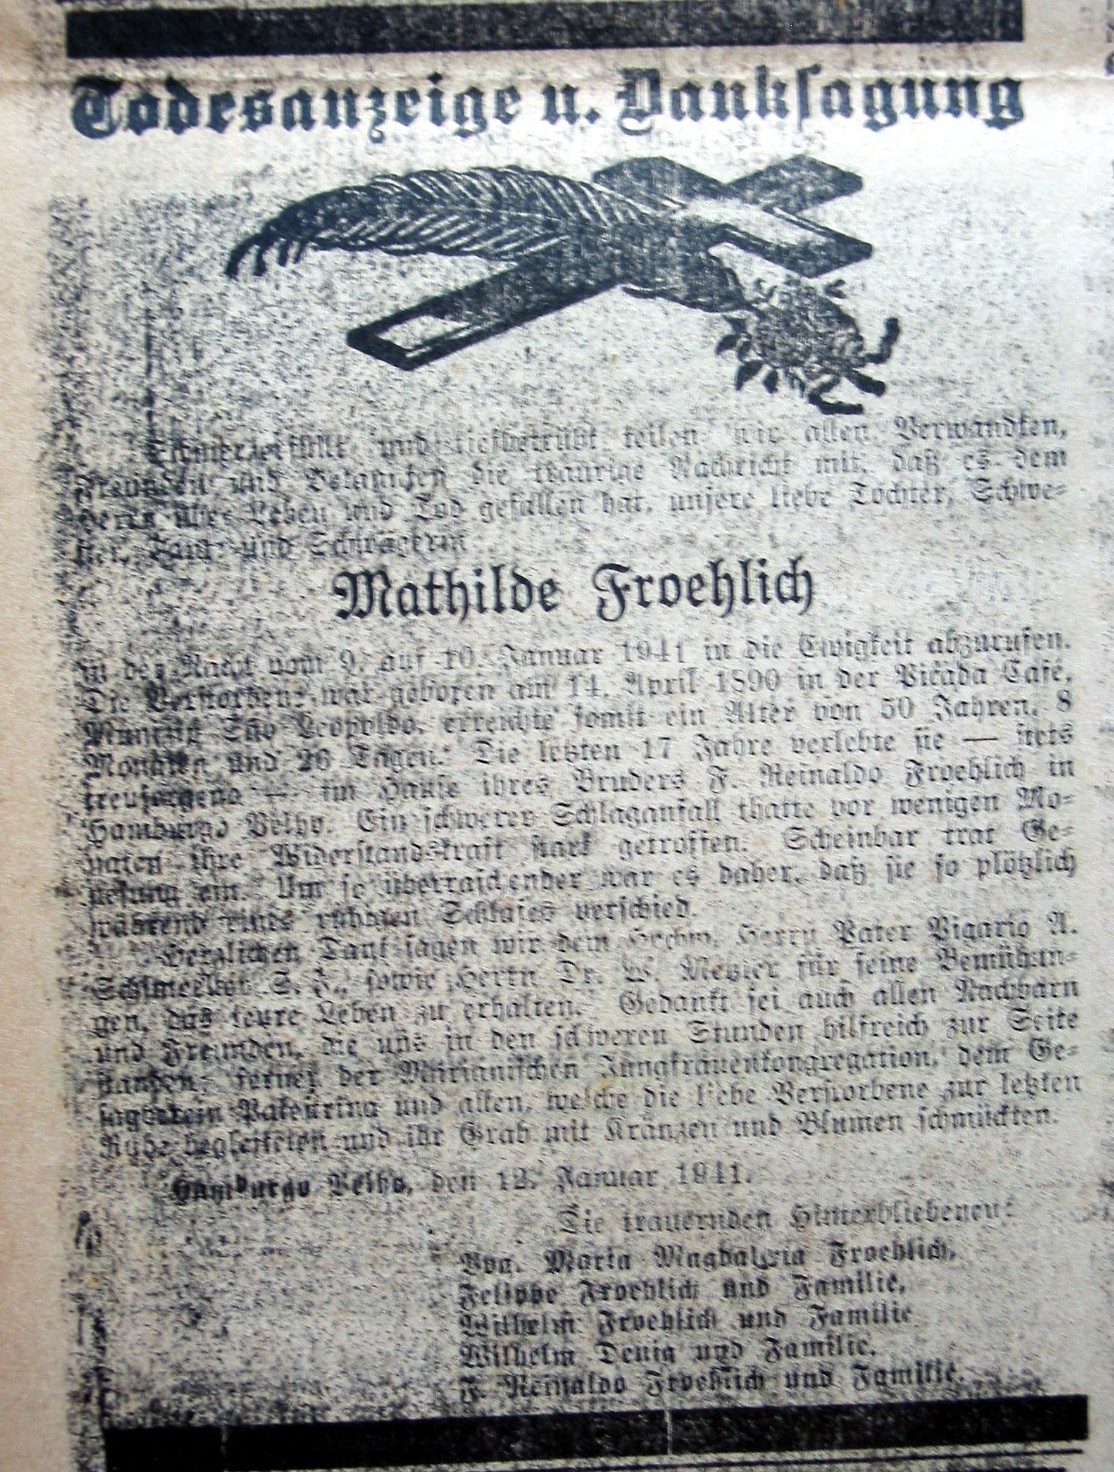 Todesanzeige u. Danksagung
Schmerzerfüllt und tiefbetrübt teilen wir allen Verwandten,
Freunden und Bekannten die traurige Nachricht mit, daß es dem
Herrn über Leben und Tod gefallen hat, unsere liebe Tochter, Schwe-
ster, Tante und Schwägerin
Mathilde Froehlich
in der Nacht vom 9. auf 10. Januar 1941 in die Ewigkeit abzurufen.
Die Verstorbene war geboren am 14. April 1890 in der Picada Café,
Munizip São Leopoldo, erreichte somit ein Alter von 50 Jahren, 8
Monaten und 26 Tagen. Die letzten 17 Jahre verlebte sie — stets
treusorgend — im Hause ihres Bruders F. Reinaldo Froehlich in
Hamburgo Velho. Ein schwerer Schlaganfall hatte vor wenigen Mo-
naten ihre Widerstandskraft stark getroffen. Scheinbar trat Ge-
nesung ein. Um so überraschender war es daher, daß sie so plötzlich
während eines ruhigen Schlafes verschied.
Herzlichen Dank sagen wir dem Hochw. Herrn Pater Vigario A.
S. J., sowie Herrn Dr. W. Metzler für seine Bemühun-
gen, das teure Leben zu erhalten. Gedankt sei auch allen Nachbarn
und Freunden, die uns in den schweren Stunden hilfreich zur Seite
standen, ferner der Marianischen Jungfrauenkongregation, dem Ge-
sangverein und allen, welche die liebe Verstorbene zur letzten
Ruhe begleiteten und ihr Grab mit Kränzen und Blumen schmückten.
Hamburgo Velho, den 12. Januar 1941.
Die trauernden Hinterbliebenen:
Vva. Maria Magdalena Froehlich,
Felippe Froehlich und Familie,
Wilhelm Froehlich und Familie
Wilhelm Denig und Familie.
F. Reinaldo Froehlich und Familie.